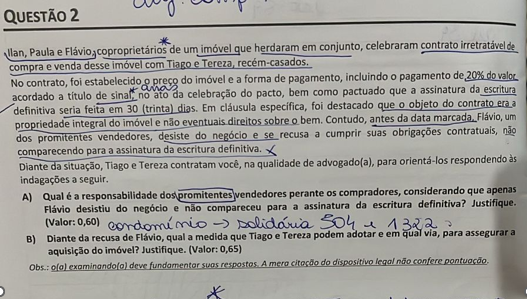 QUESTÃO 2
Allan, Paula e Flávio, coproprietários de um imóvel que herdaram em conjunto, celebraram contrato irretratável de
compra e venda desse imóvel com Tiago e Tereza, recém-casados.
No contrato, foi estabelecido o preço do imóvel e a forma de pagamento, incluindo o pagamento de 20% do valor
acordado a título de sinal, no ato da celebração do pacto, bem como pactuado que a assinatura da escritura
definitiva seria feita em 30 (trinta) dias. Em cláusula específica, foi destacado que o objeto do contrato era a
propriedade integral do imóvel e não eventuais direitos sobre o bem. Contudo, antes da data marcada, Flávio, um
dos promitentes vendedores, desiste do negócio e se recusa a cumprir suas obrigações contratuais, não
comparecendo para a assinatura da escritura definitiva. X
Diante da situação, Tiago e Tereza contratam você, na qualidade de advogado(a), para orientá-los respondendo às
indagações a seguir.
A) Qual é a responsabilidade dos promitentes vendedores perante os compradores, considerando que apenas
Flávio desistiu do negócio e não compareceu para a assinatura da escritura definitiva? Justifique.
(Valor: 0,60) condomínio → solidária 504 e 1322
B) Diante da recusa de Flávio, qual a medida que Tiago e Tereza podem adotar e em qual via, para assegurar a
aquisição do imóvel? Justifique. (Valor: 0,65)
Obs.: o(a) examinando(a) deve fundamentar suas respostas. A mera citação do dispositivo legal não confere pontuação.